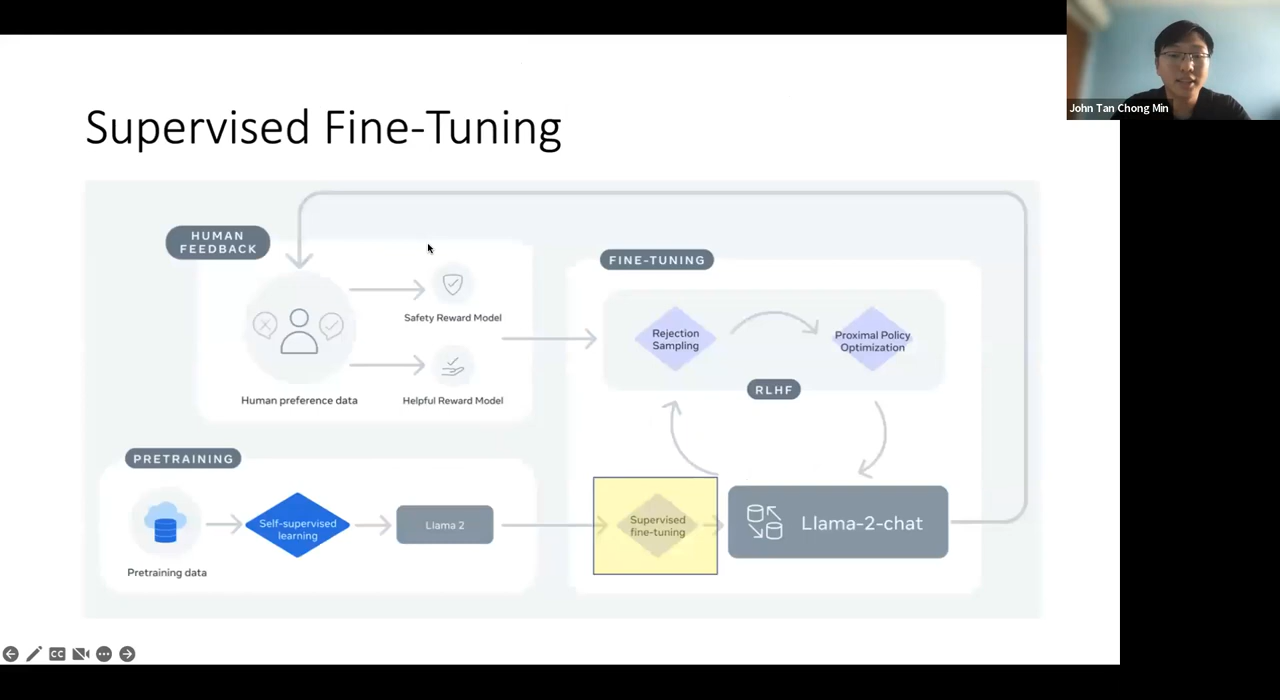 John Tan Chong Min
Supervised Fine-Tuning
HUMAN
FEEDBACK
Safety Reward Model
Human preference data
Helpful Reward Model
FINE-TUNING
Rejection
Sampling
Proximal Policy
Optimization
RLHF
PRETRAINING
Pretraining data
Self-supervised
learning
Llama 2
Supervised
fine-tuning
Llama-2-chat
CC